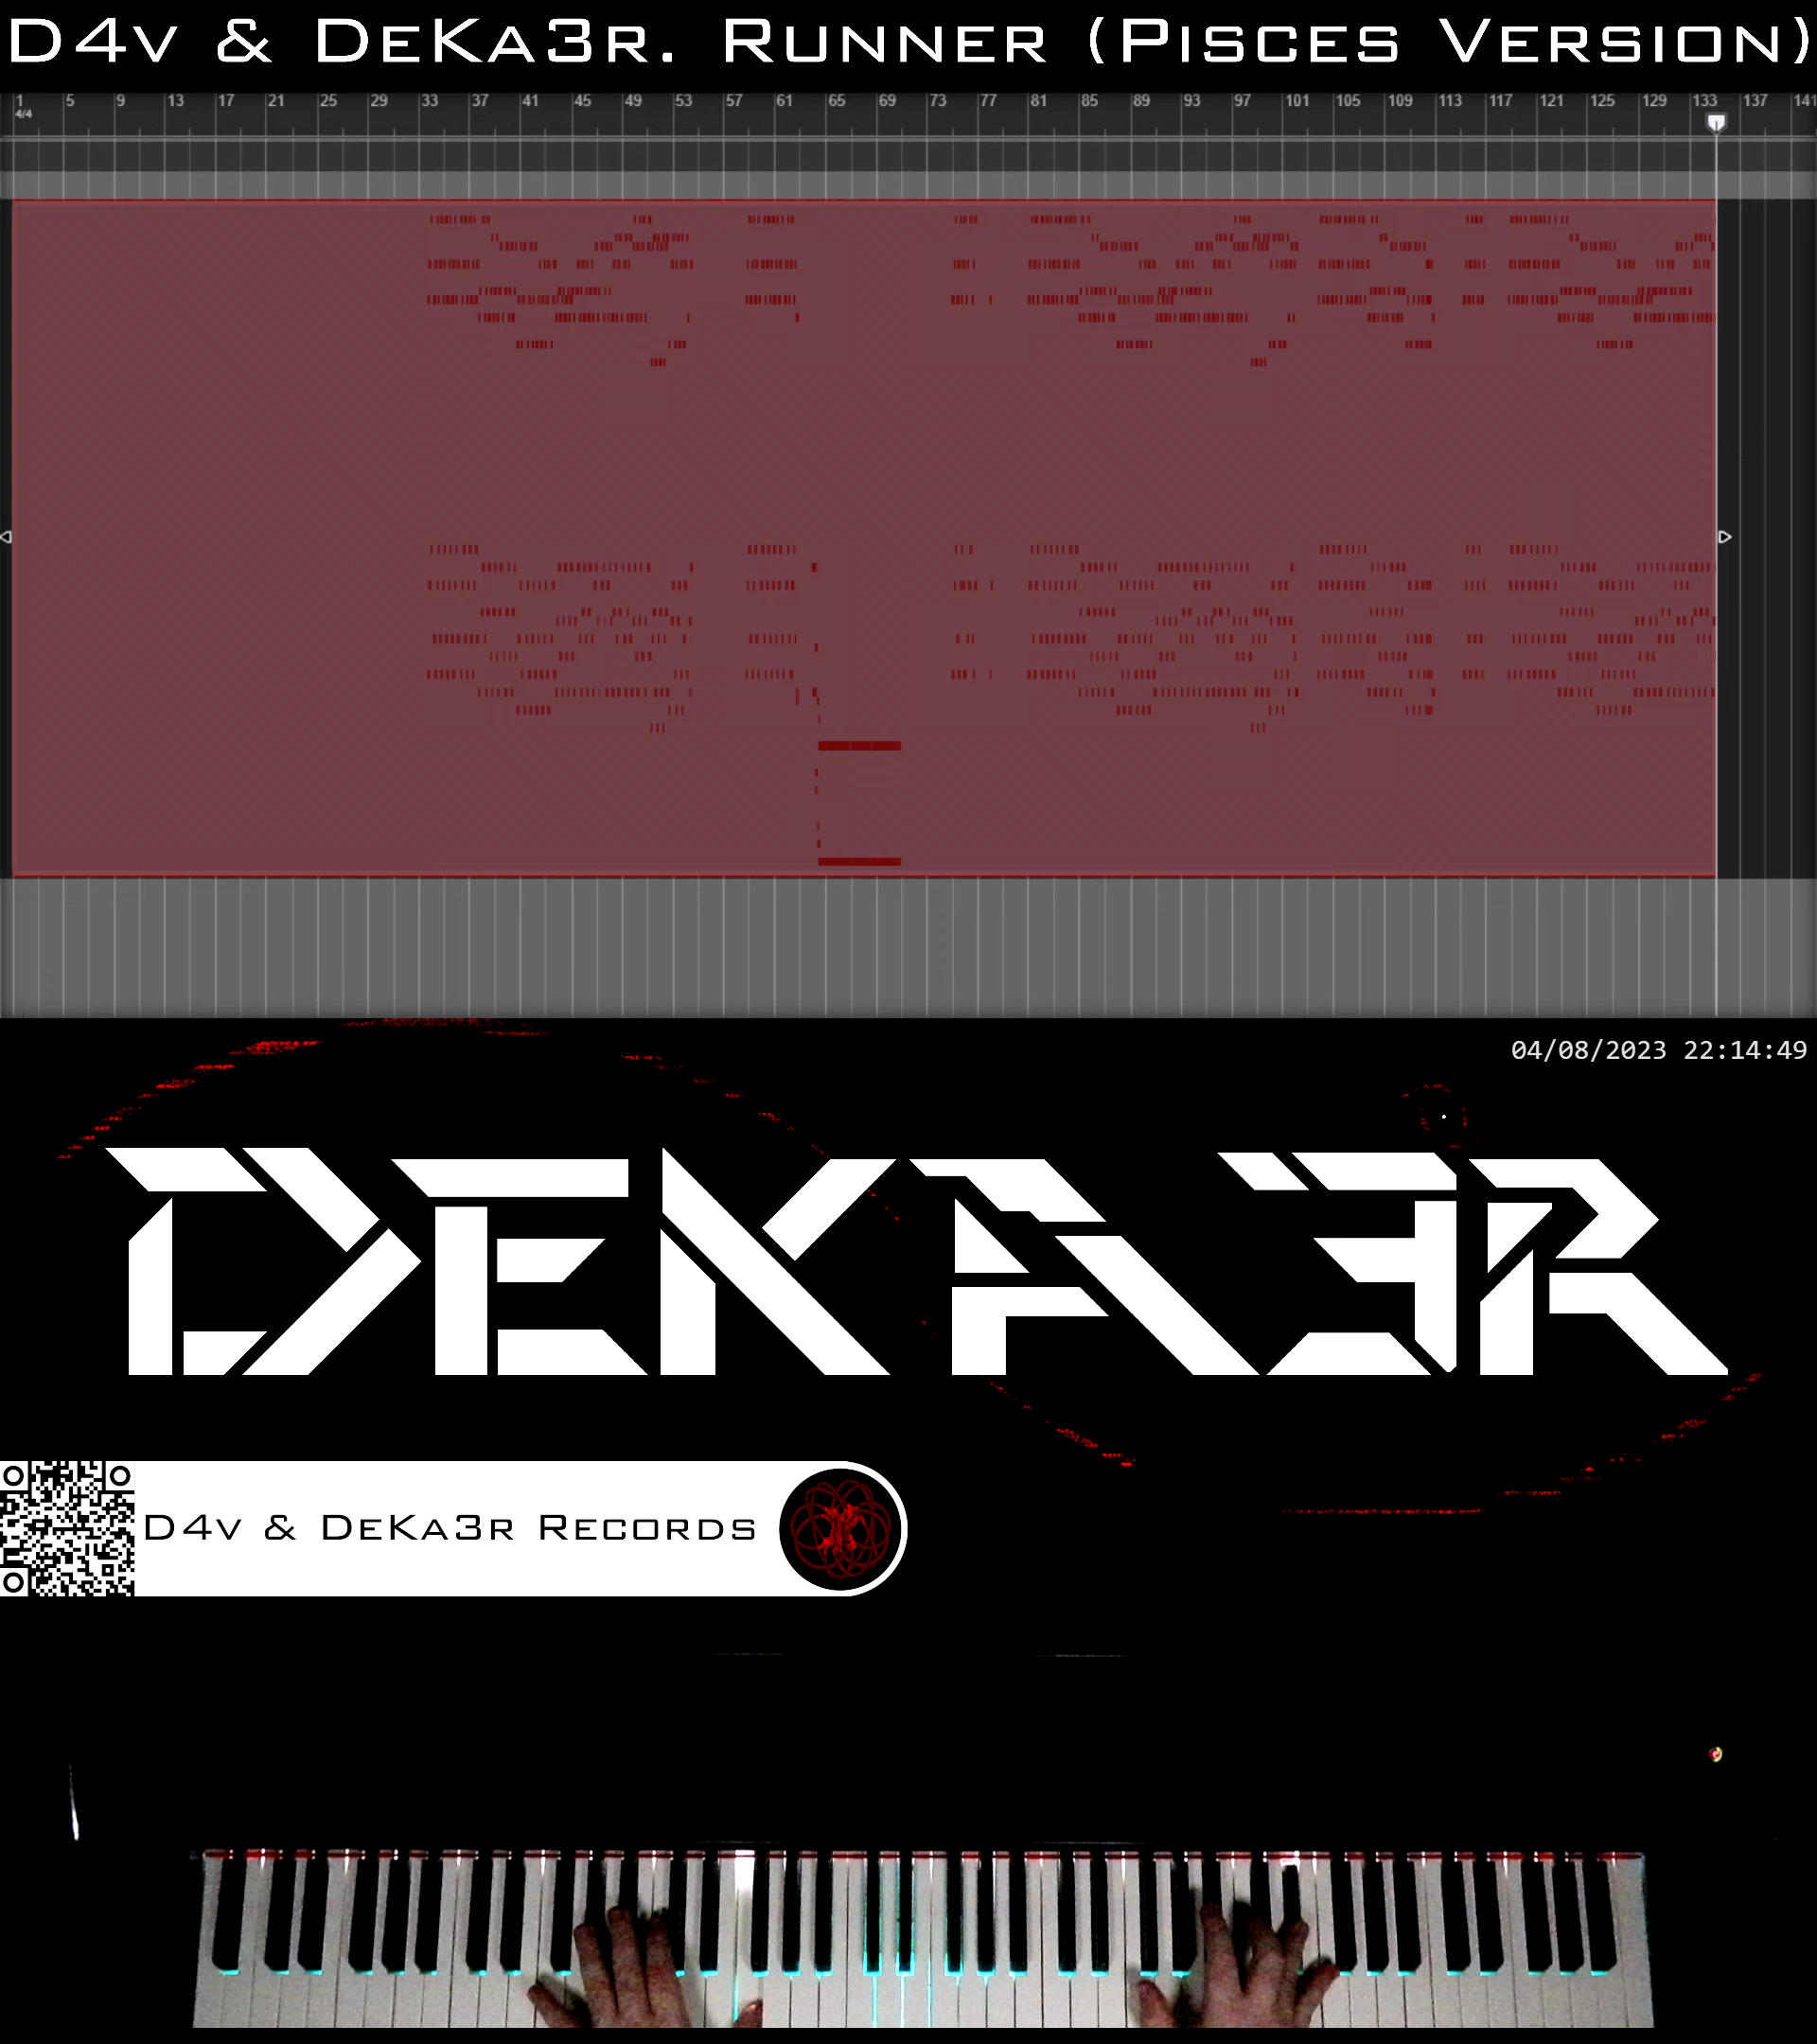 D4v & DeKa3r. Runner (Pisces Version)
1 5 9 13 17 21 25 29 33 37 41 45 49 53 57 61 65 69 73 77 81 85 89 93 97 101 105 109 113 117 121 125 129 133 137 141
4/4
04/08/2023 22:14:49
DEKA3R
D4v & DeKa3r Records